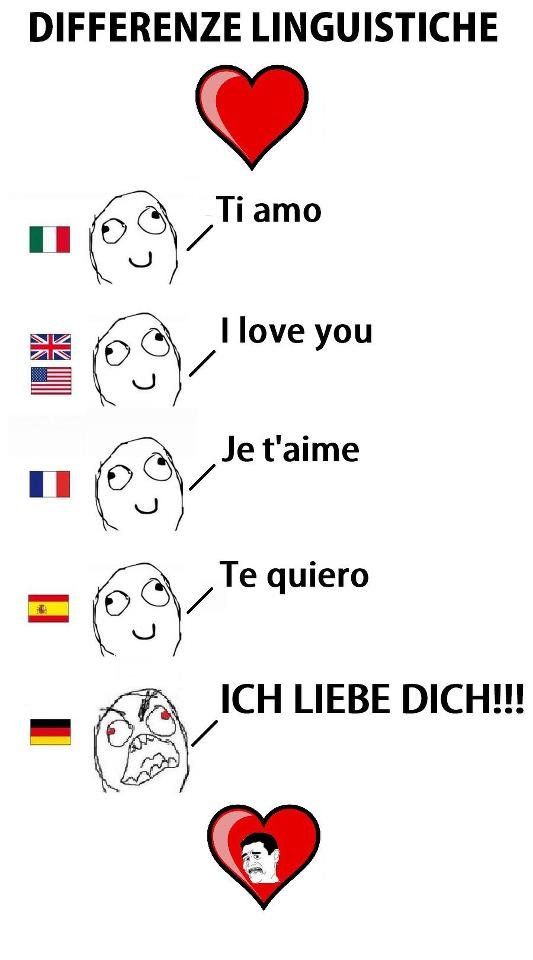 DIFFERENZE LINGUISTICHE
Ti amo
I love you
Je t'aime
Te quiero
ICH LIEBE DICH!!!